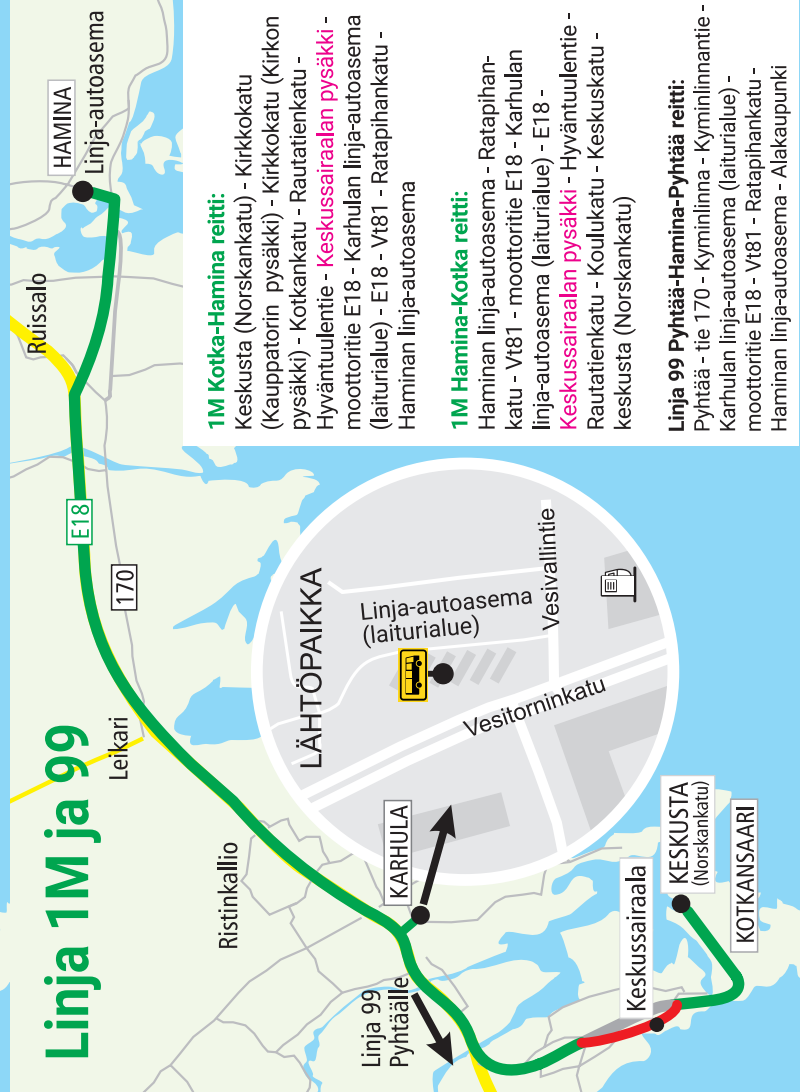 Linja 1M ja 99
HAMINA
Linja-autoasema
Ruissalo
E18
170
Leikari
Ristinkallio
KARHULA
Linja 99
Pyhtäälle
Keskussairaala
KESKUSTA
(Norskankatu)
KOTKANSAARI
LÄHTÖPAIKKA
Linja-autoasema
(laiturialue)
Vesivallintie
Vesitorninkatu
1M Kotka-Hamina reitti:
Keskusta (Norskankatu) - Kirkkokatu
(Kauppatorin pysäkki) - Kirkkokatu (Kirkon
pysäkki) - Kotkankatu - Rautatienkatu -
Hyväntuulentie - Keskussairaalan pysäkki -
moottoritie E18 - Karhulan linja-autoasema
(laiturialue) - E18 - Vt81 - Ratapihankatu -
Haminan linja-autoasema
1M Hamina-Kotka reitti:
Haminan linja-autoasema - Ratapihan-
katu - Vt81 - moottoritie E18 - Karhulan
linja-autoasema (laiturialue) - E18 -
Keskussairaalan pysäkki - Hyväntuulentie -
Rautatienkatu - Koulukatu - Keskuskatu -
keskusta (Norskankatu)
Linja 99 Pyhtää-Hamina-Pyhtää reitti:
Pyhtää - tie 170 - Kyminlinna - Kyminlinnantie -
Karhulan linja-autoasema (laiturialue) -
moottoritie E18 - Vt81 - Ratapihankatu -
Haminan linja-autoasema - Alakaupunki